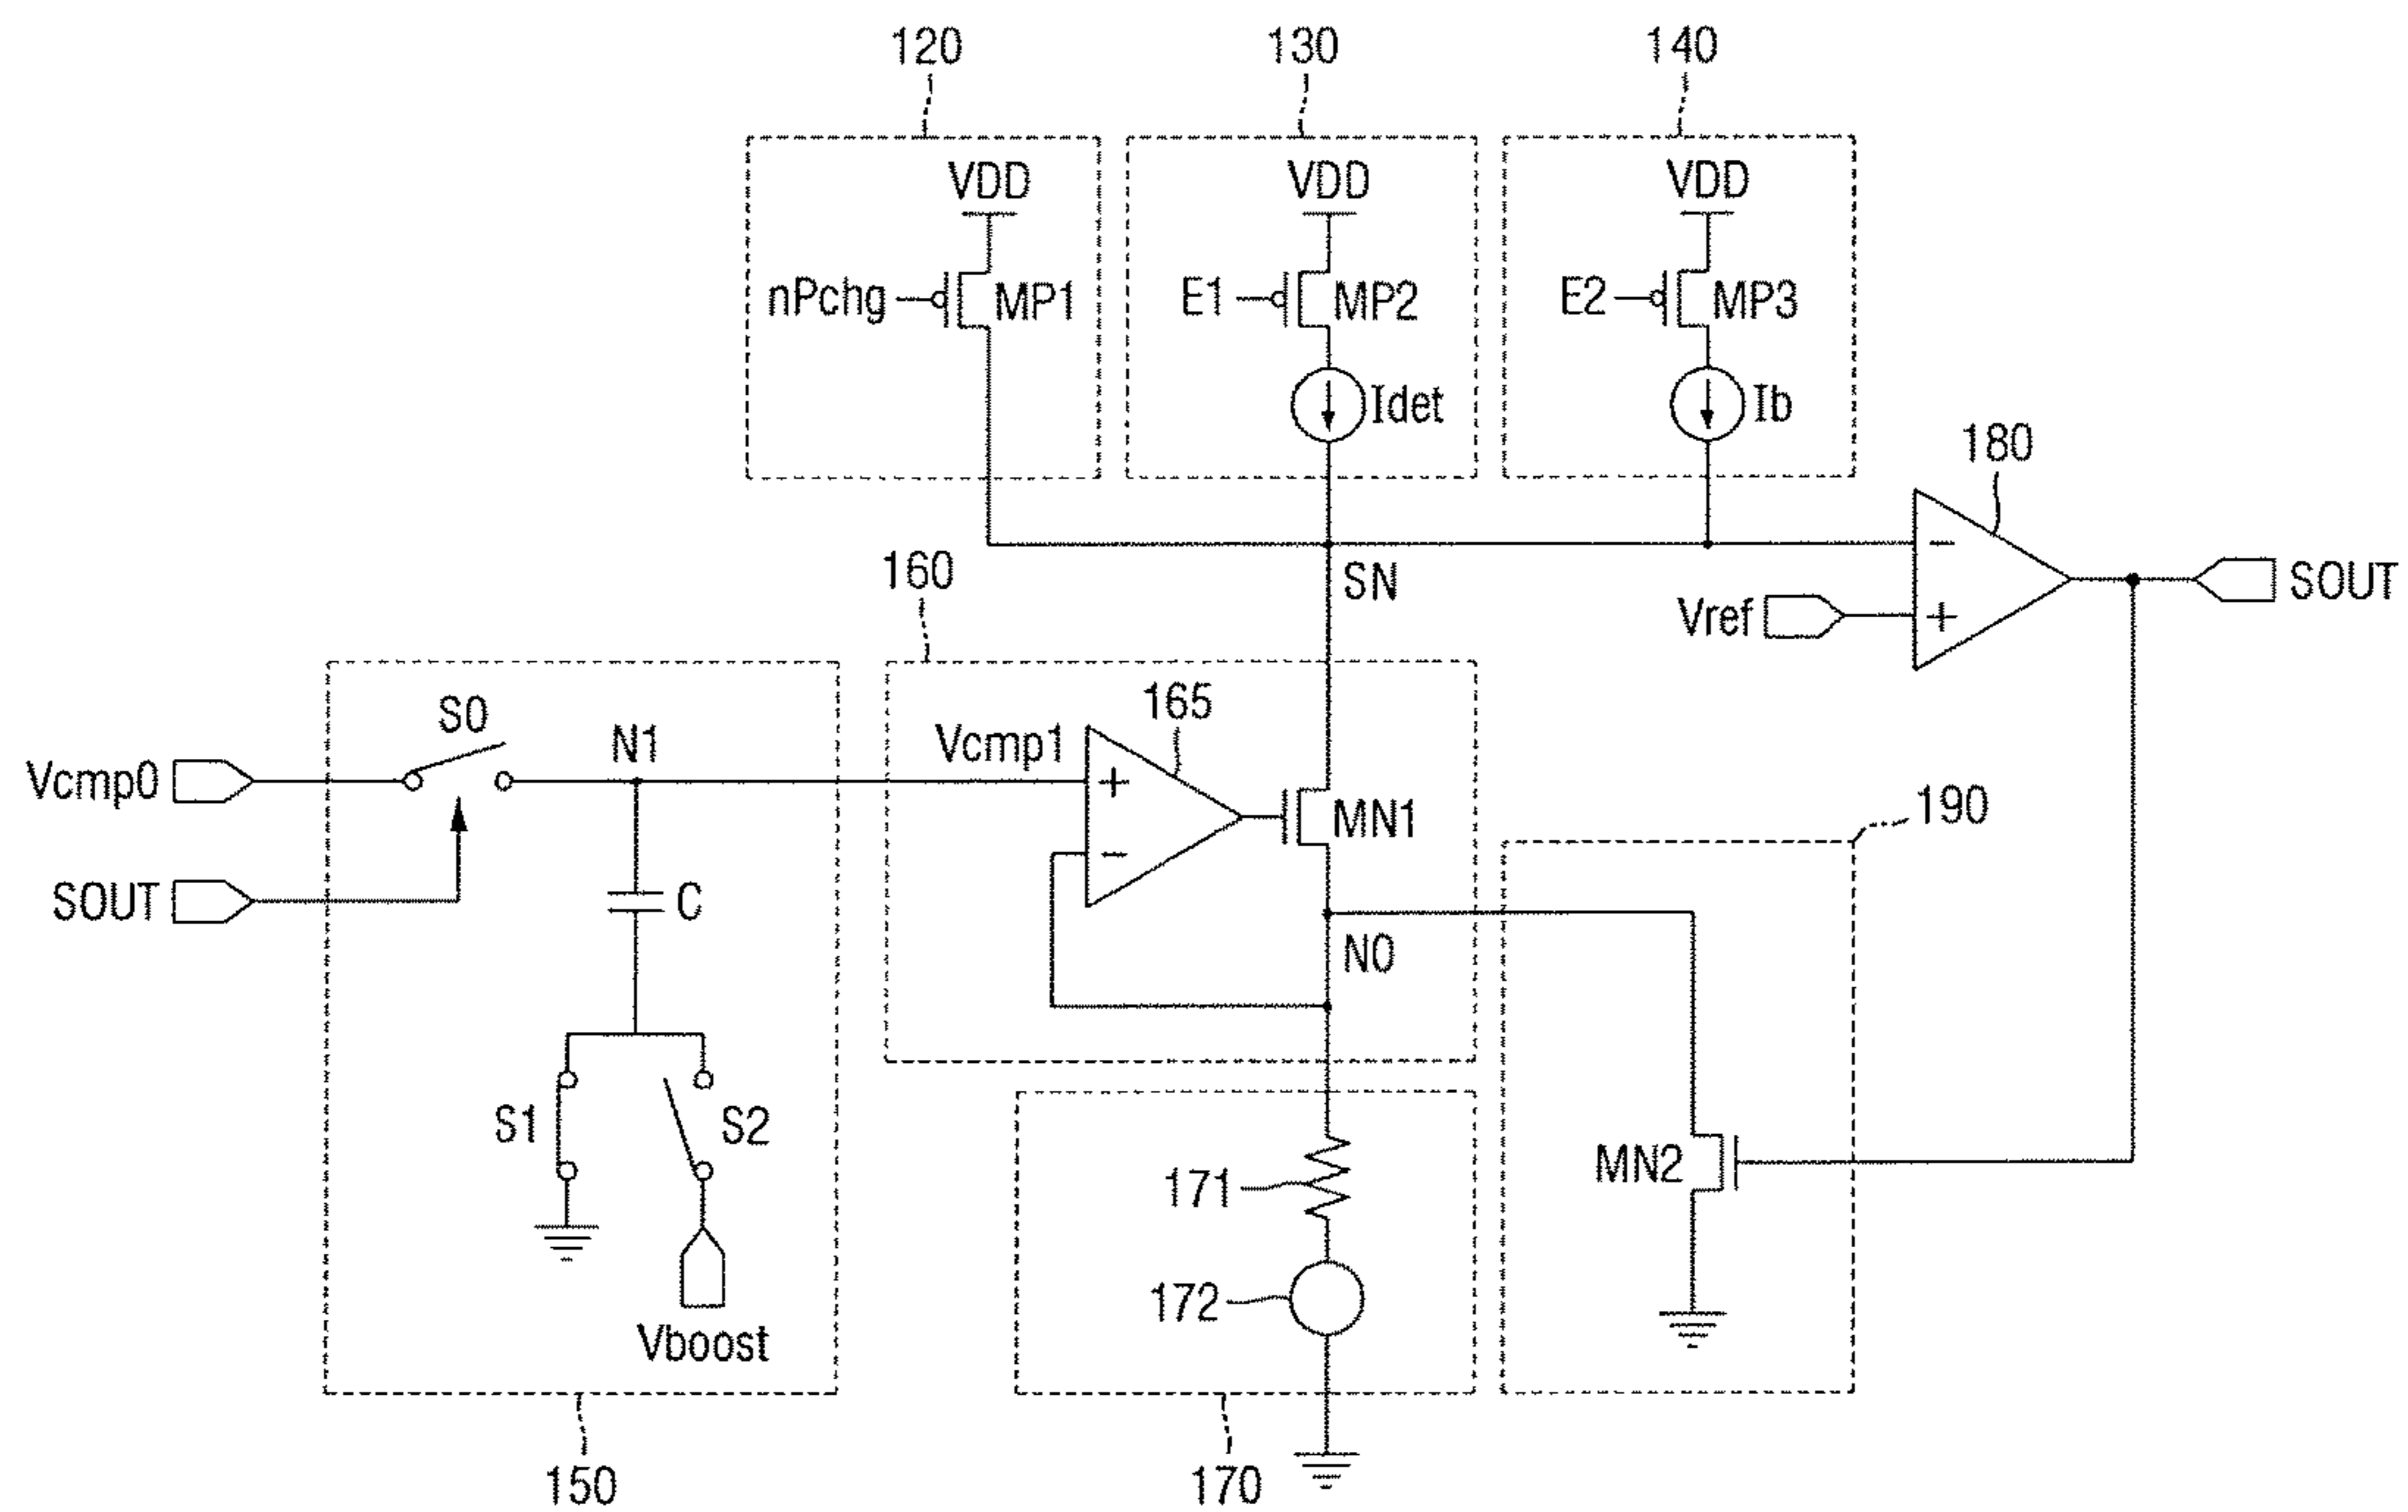 120 130 140
VDD VDD VDD
nPchg MP1 E1 MP2 E2 MP3
Idet Ib
180
160
SN
SOUT
Vref
- +
S0
N1
Vcmp1
165
Vcmp0
+
MN1
190
SOUT
C
-
N0
S1
S2
MN2
171
172
Vboost
150
170